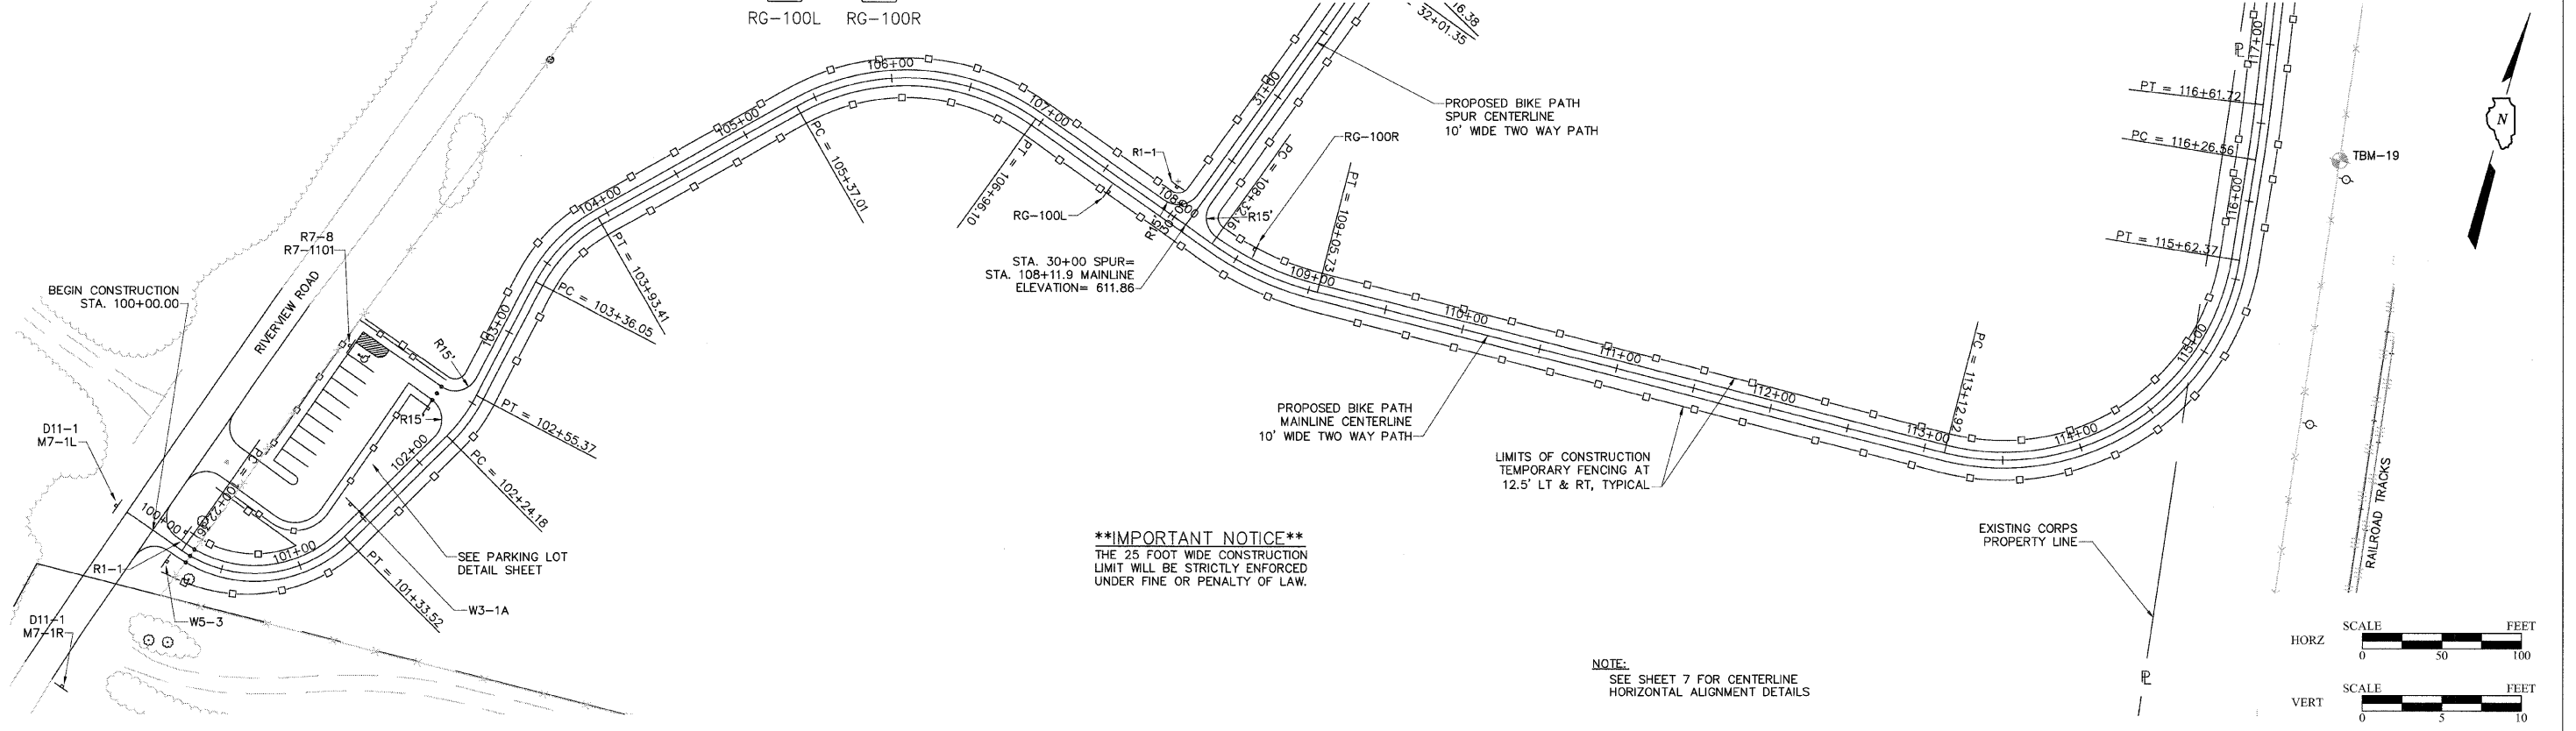 RG-100L RG-100R
16.38
32+01.35
106+00
107+00
105+00
104+00
103+00
102+00
101+00
100+00
31+00
108+00
109+00
110+00
111+00
112+00
113+00
114+00
115+00
116+00
117+00
PROPOSED BIKE PATH
SPUR CENTERLINE
10' WIDE TWO WAY PATH
R1-1
RG-100R
RG-100L
R15'
R15'
PC = 105+37.01
PT = 106+96.10
PC = 108+32.16
PT = 109+05.73
PT = 103+93.41
PC = 103+36.05
PT = 102+55.37
PC = 102+24.18
PT = 101+33.52
PC = 100+22.36
PC = 113+12.92
PT = 115+62.37
PC = 116+26.56
PT = 116+61.72
STA. 30+00 SPUR=
STA. 108+11.9 MAINLINE
ELEVATION= 611.86
R7-8
R7-1101
BEGIN CONSTRUCTION
STA. 100+00.00
RIVERVIEW ROAD
R15'
R15'
D11-1
M7-1L
R1-1
D11-1
M7-1R
W5-3
W3-1A
SEE PARKING LOT
DETAIL SHEET
PROPOSED BIKE PATH
MAINLINE CENTERLINE
10' WIDE TWO WAY PATH
LIMITS OF CONSTRUCTION
TEMPORARY FENCING AT
12.5' LT & RT, TYPICAL
**IMPORTANT NOTICE**
THE 25 FOOT WIDE CONSTRUCTION
LIMIT WILL BE STRICTLY ENFORCED
UNDER FINE OR PENALTY OF LAW.
NOTE:
SEE SHEET 7 FOR CENTERLINE
HORIZONTAL ALIGNMENT DETAILS
EXISTING CORPS
PROPERTY LINE
RAILROAD TRACKS
TBM-19
N
PL
PL
HORZ
SCALE FEET
0 50 100
VERT
SCALE FEET
0 5 10